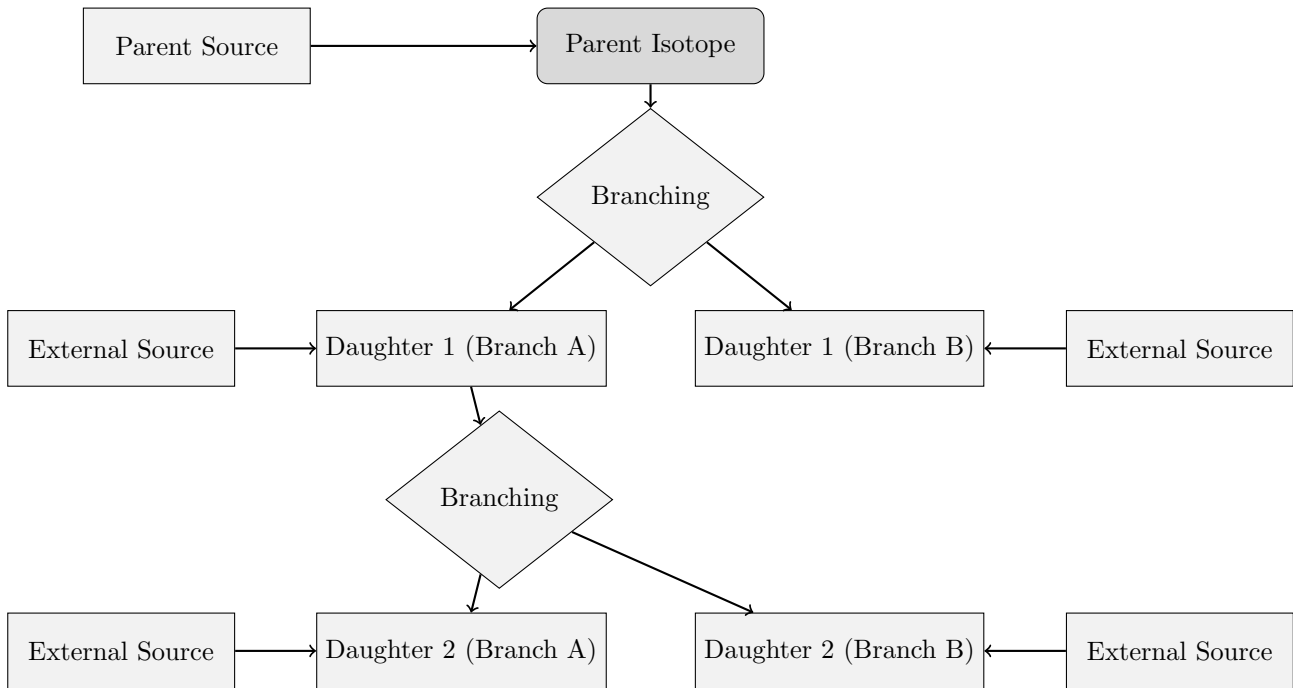 Parent Source
Parent Isotope
Branching
External Source
Daughter 1 (Branch A)
Daughter 1 (Branch B)
External Source
Branching
External Source
Daughter 2 (Branch A)
Daughter 2 (Branch B)
External Source